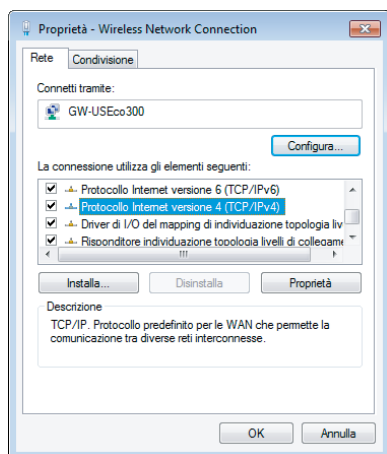 Proprietà - Wireless Network Connection
Rete Condivisione
Connetti tramite:
GW-USEco300
Configura...
La connessione utilizza gli elementi seguenti:
Protocollo Internet versione 6 (TCP/IPv6)
Protocollo Internet versione 4 (TCP/IPv4)
Driver di I/O del mapping di individuazione topologia liv
Risponditore individuazione topologia livelli di collegame
Installa... Disinstalla Proprietà
Descrizione
TCP/IP. Protocollo predefinito per le WAN che permette la
comunicazione tra diverse reti interconnesse.
OK Annulla